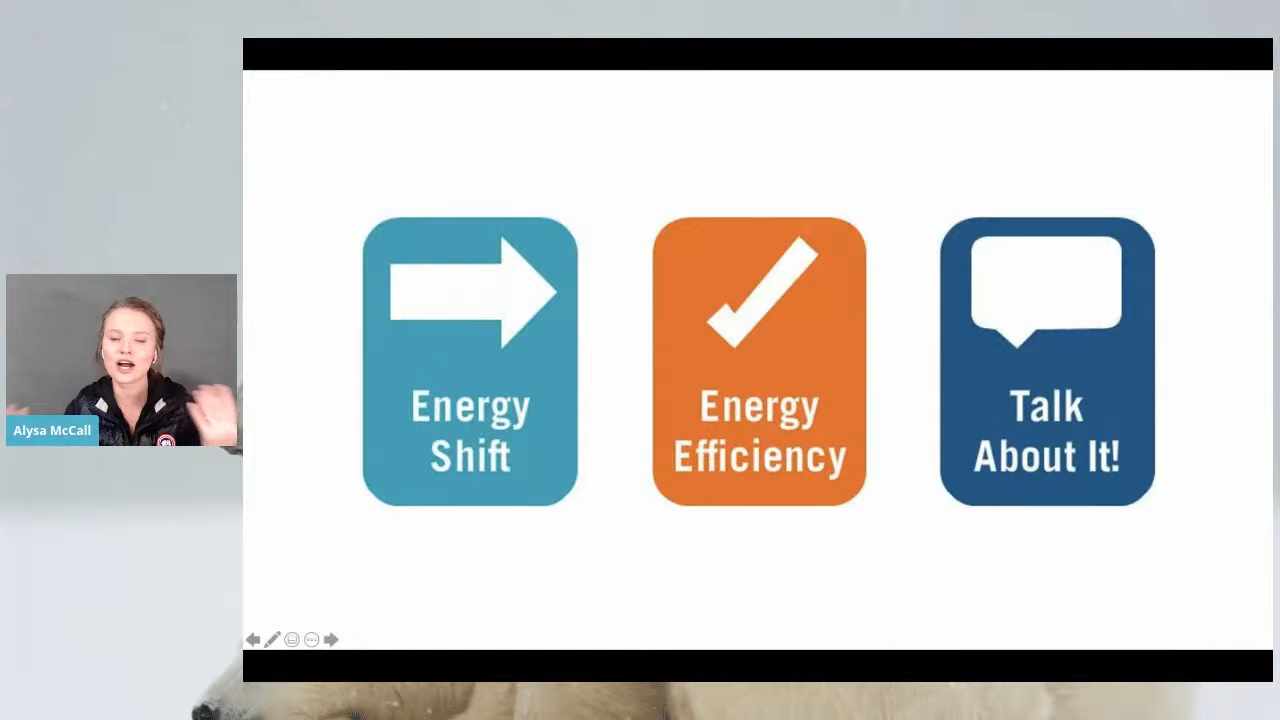 Energy
Shift
Energy
Efficiency
Talk
About It!
Alysa McCall